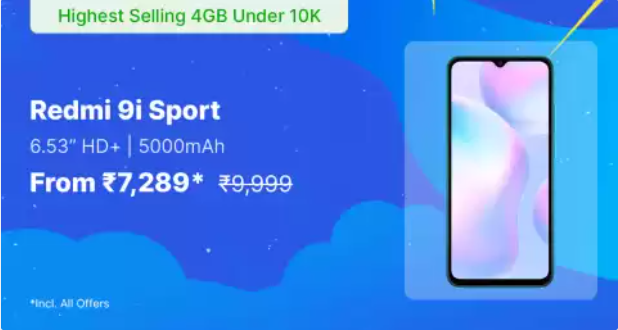 Highest Selling 4GB Under 10K
Redmi 9i Sport
6.53" HD+ | 5000mAh
From ₹7,289* ₹9,999
*Incl. All Offers